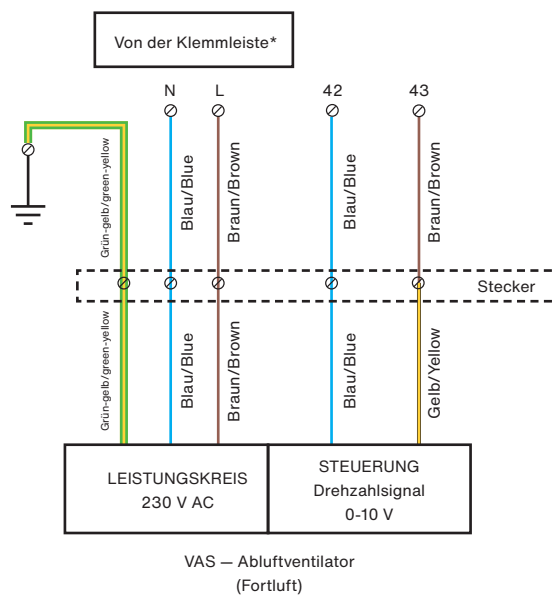 Von der Klemmleiste*
N
L
42
43
Grün-gelb/green-yellow
Blau/Blue
Braun/Brown
Blau/Blue
Braun/Brown
Stecker
Grün-gelb/green-yellow
Blau/Blue
Braun/Brown
Blau/Blue
Gelb/Yellow
LEISTUNGSKREIS
230 V AC
STEUERUNG
Drehzahlsignal
0-10 V
VAS — Abluftventilator
(Fortluft)